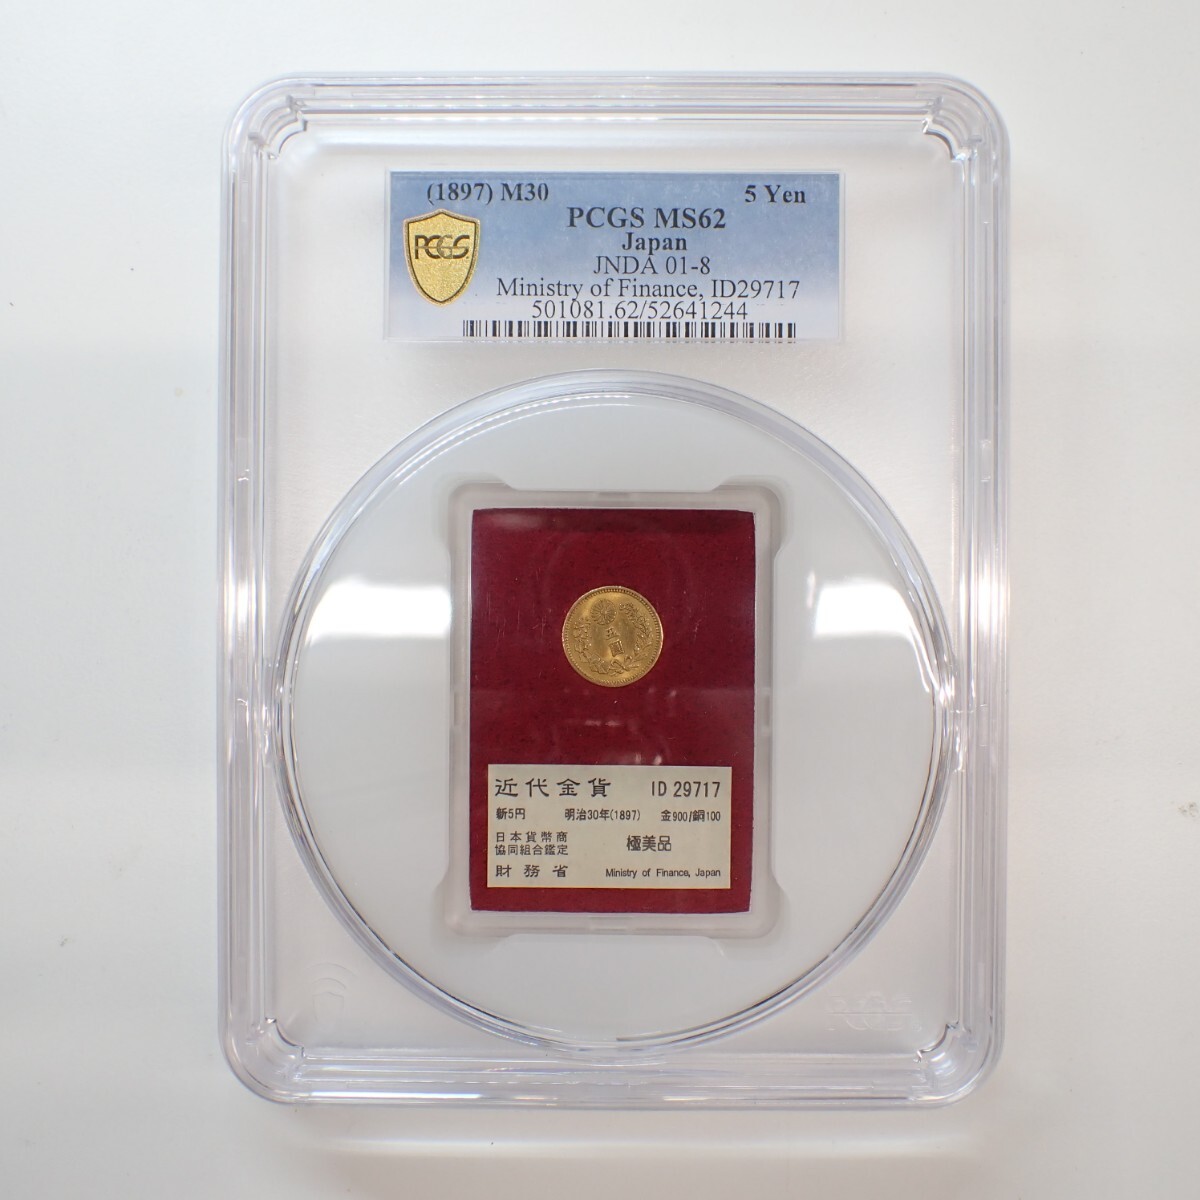 (1897) M30 5 Yen
PCGS MS62
PCGS
Japan
JNDA 01-8
Ministry of Finance, ID29717
501081.62/52641244
五圓
近代金貨 ID 29717
新5円 明治30年(1897) 金900/銅100
日本貨幣商
協同組合鑑定 極美品
財務省 Ministry of Finance, Japan
PCGS